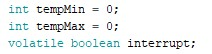 int tempMin = 0;
int tempMax = 0;
volatile boolean interrupt;